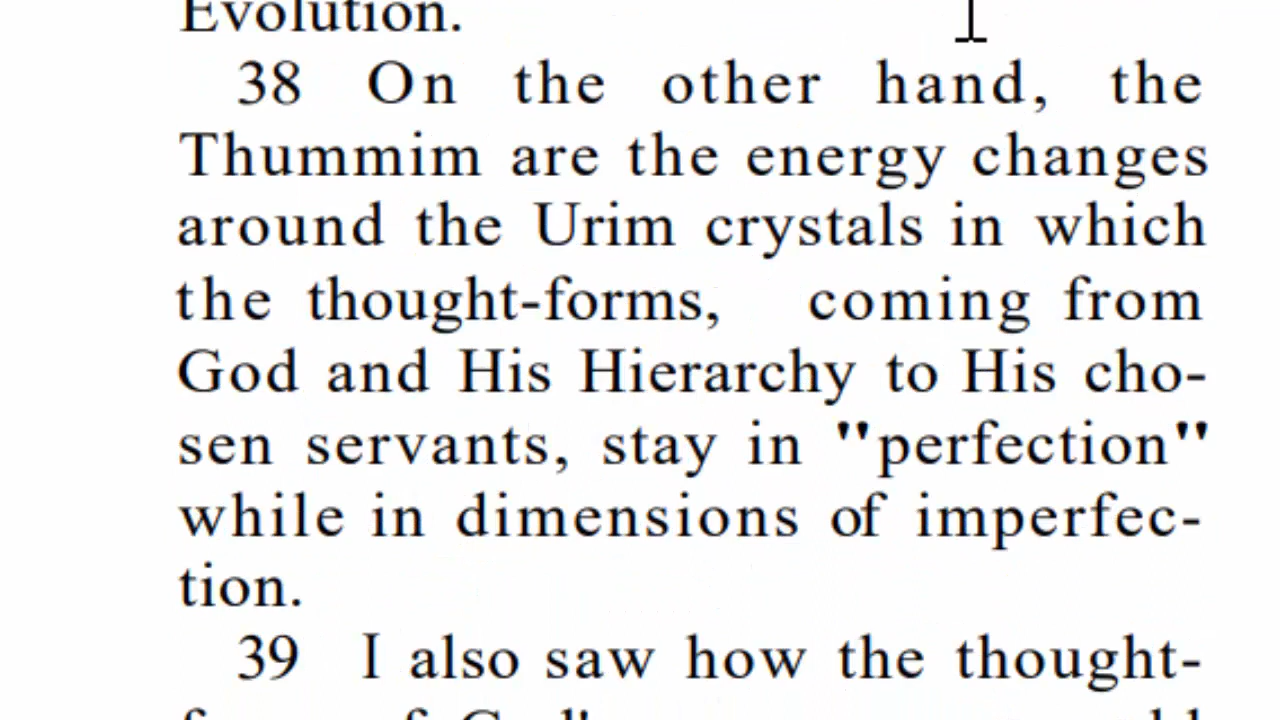 Evolution.
38 On the other hand, the
Thummim are the energy changes
around the Urim crystals in which
the thought-forms, coming from
God and His Hierarchy to His cho-
sen servants, stay in "perfection"
while in dimensions of imperfec-
tion.
39 I also saw how the thought-
of God's